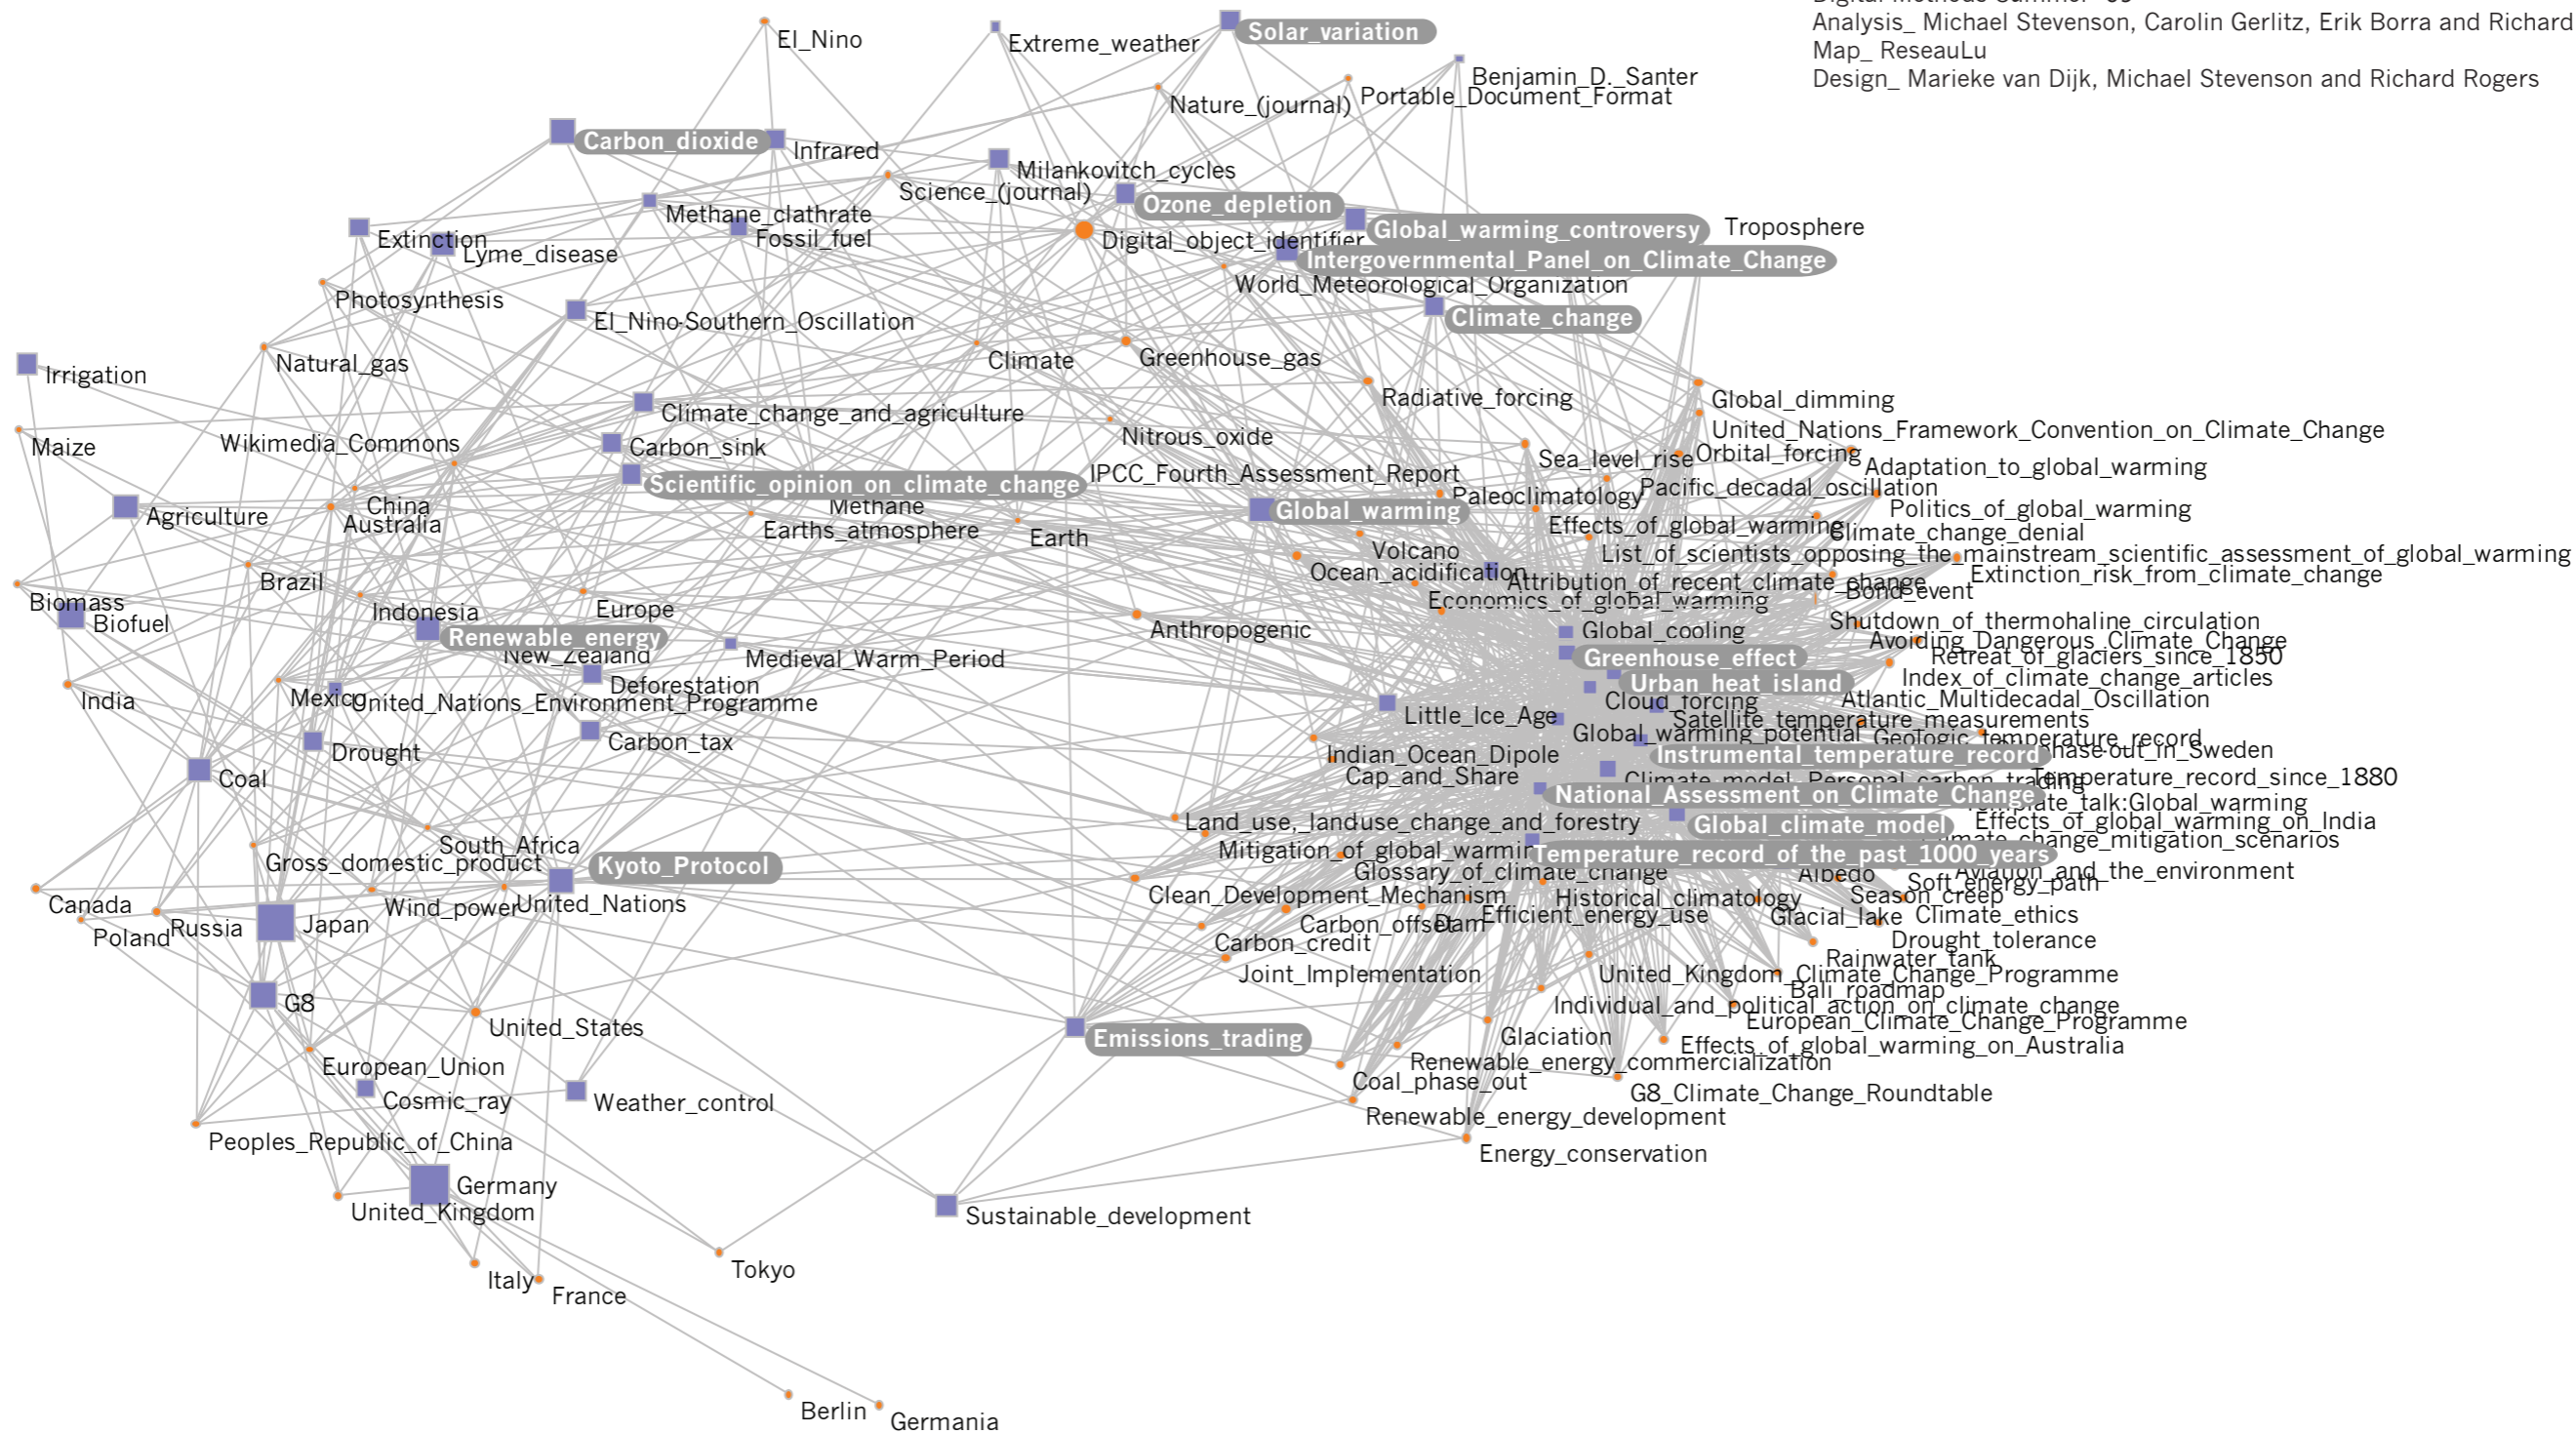 Analysis_ Michael Stevenson, Carolin Gerlitz, Erik Borra and Richard
Map_ ReseauLu
Design_ Marieke van Dijk, Michael Stevenson and Richard Rogers
El_Nino
Extreme_weather
Solar_variation
Benjamin_D._Santer
Nature_(journal)
Portable_Document_Format
Carbon_dioxide
Infrared
Milankovitch_cycles
Science_(journal)
Ozone_depletion
Methane_clathrate
Fossil_fuel
Extinction
Lyme_disease
Digital_object_identifier
Global_warming_controversy
Troposphere
Intergovernmental_Panel_on_Climate_Change
World_Meteorological_Organization
Photosynthesis
El_Nino-Southern_Oscillation
Climate_change
Natural_gas
Climate
Greenhouse_gas
Irrigation
Radiative_forcing
Global_dimming
Climate_change_and_agriculture
United_Nations_Framework_Convention_on_Climate_Change
Nitrous_oxide
Maize
Wikimedia_Commons
Carbon_sink
Sea_level_rise
Orbital_forcing
Adaptation_to_global_warming
IPCC_Fourth_Assessment_Report
Scientific_opinion_on_climate_change
Paleoclimatology
Pacific_decadal_oscillation
China
Methane
Global_warming
Politics_of_global_warming
Agriculture
Australia
Earths_atmosphere
Earth
Effects_of_global_warming
Climate_change_denial
Volcano
List_of_scientists_opposing_the_mainstream_scientific_assessment_of_global_warming
Ocean_acidification
Attribution_of_recent_climate_change
Extinction_risk_from_climate_change
Brazil
Bond_event
Biomass
Indonesia
Europe
Economics_of_global_warming
Biofuel
Anthropogenic
Global_cooling
Shutdown_of_thermohaline_circulation
Renewable_energy
Avoiding_Dangerous_Climate_Change
New_Zealand
Medieval_Warm_Period
Greenhouse_effect
Retreat_of_glaciers_since_1850
Deforestation
Urban_heat_island
Index_of_climate_change_articles
India
Mexico
United_Nations_Environment_Programme
Cloud_forcing
Atlantic_Multidecadal_Oscillation
Little_Ice_Age
Satellite_temperature_measurements
Drought
Carbon_tax
Global_warming_potential
Geologic_temperature_record
Indian_Ocean_Dipole
Instrumental_temperature_record
Coal
Cap_and_Share
Climate_model
Personal_carbon_trading
Temperature_record_since_1880
National_Assessment_on_Climate_Change
Land_use,_landuse_change_and_forestry
Global_climate_model
Effects_of_global_warming_on_India
South_Africa
Gross_domestic_product
Mitigation_of_global_warmin
Temperature_record_of_the_past_1000_years
Kyoto_Protocol
Glossary_of_climate_change
Albedo
Aviation_and_the_environment
Soft_energy_path
Canada
Wind_power
United_Nations
Clean_Development_Mechanism
Historical_climatology
Season_creep
Poland
Russia
Japan
Carbon_offset
Dam
Efficient_energy_use
Glacial_lake
Climate_ethics
Carbon_credit
Drought_tolerance
Rainwater_tank
Joint_Implementation
United_Kingdom_Climate_Change_Programme
Bali_roadmap
G8
Individual_and_political_action_on_climate_change
United_States
European_Climate_Change_Programme
Emissions_trading
Glaciation
Effects_of_global_warming_on_Australia
European_Union
Renewable_energy_commercialization
Coal_phase_out
Cosmic_ray
Weather_control
G8_Climate_Change_Roundtable
Renewable_energy_development
Peoples_Republic_of_China
Energy_conservation
Germany
United_Kingdom
Sustainable_development
Tokyo
Italy
France
Berlin
Germania